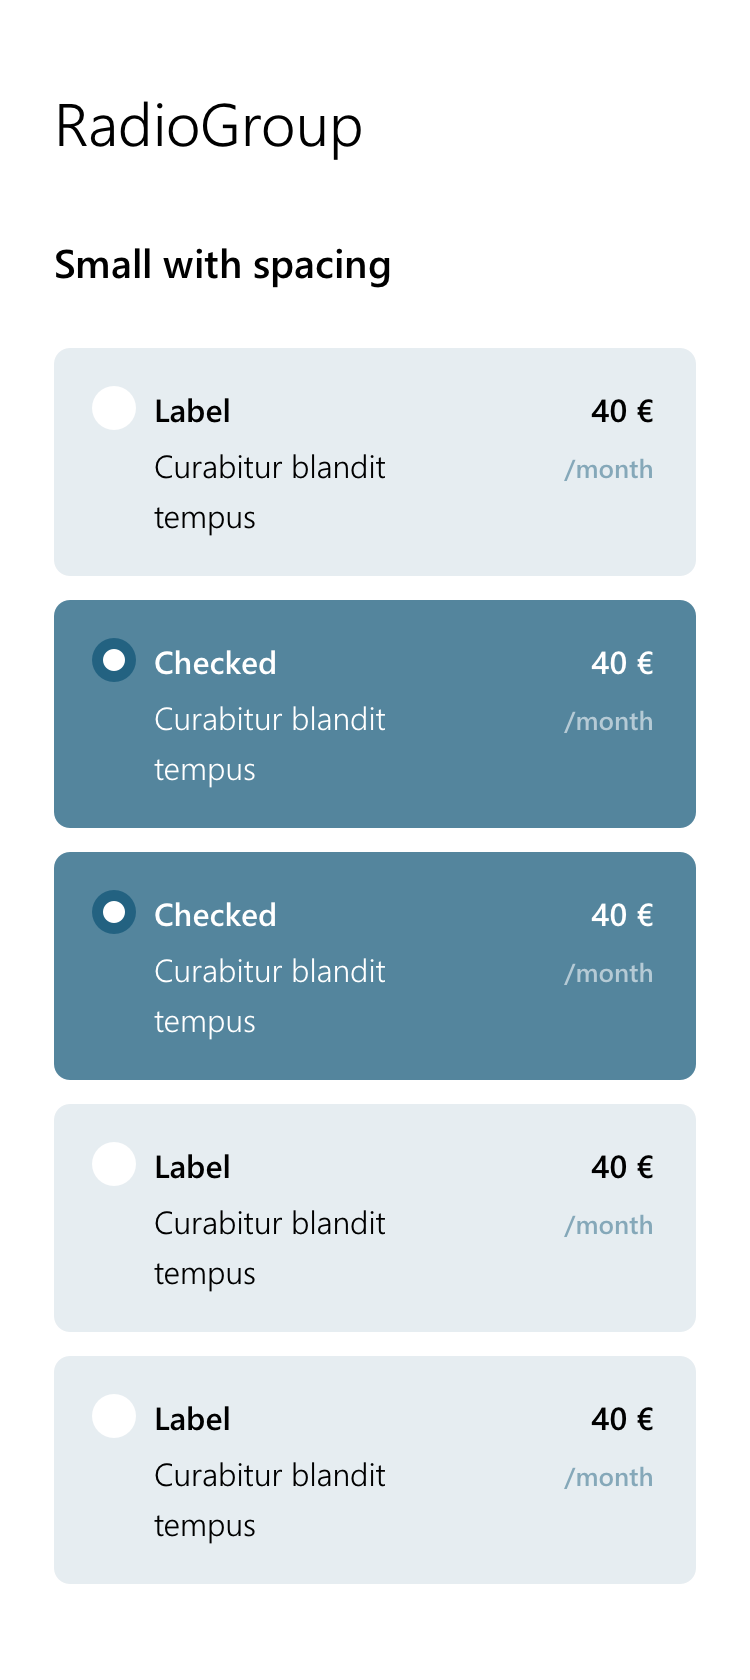 RadioGroup
Small with spacing
Label 40 €
Curabitur blandit /month
tempus
Checked 40 €
Curabitur blandit /month
tempus
Checked 40 €
Curabitur blandit /month
tempus
Label 40 €
Curabitur blandit /month
tempus
Label 40 €
Curabitur blandit /month
tempus